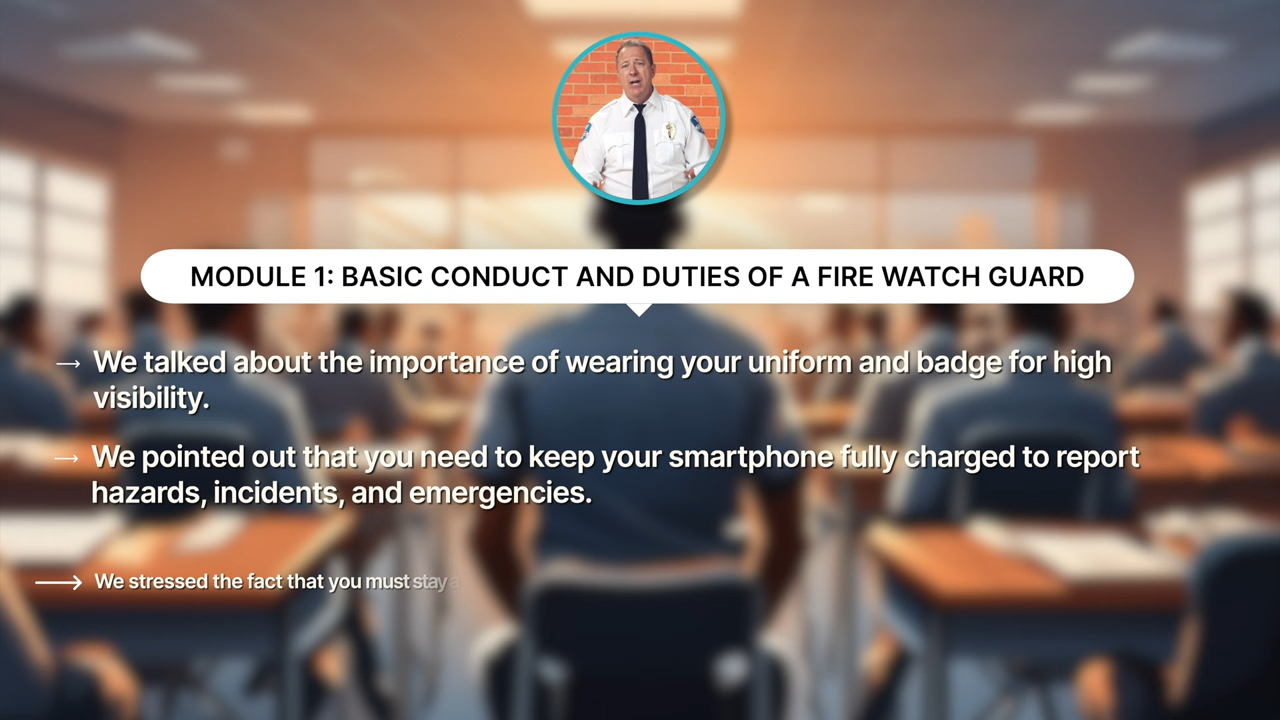 MODULE 1: BASIC CONDUCT AND DUTIES OF A FIRE WATCH GUARD
→ We talked about the importance of wearing your uniform and badge for high
visibility.
→ We pointed out that you need to keep your smartphone fully charged to report
hazards, incidents, and emergencies.
→ We stressed the fact that you must stay